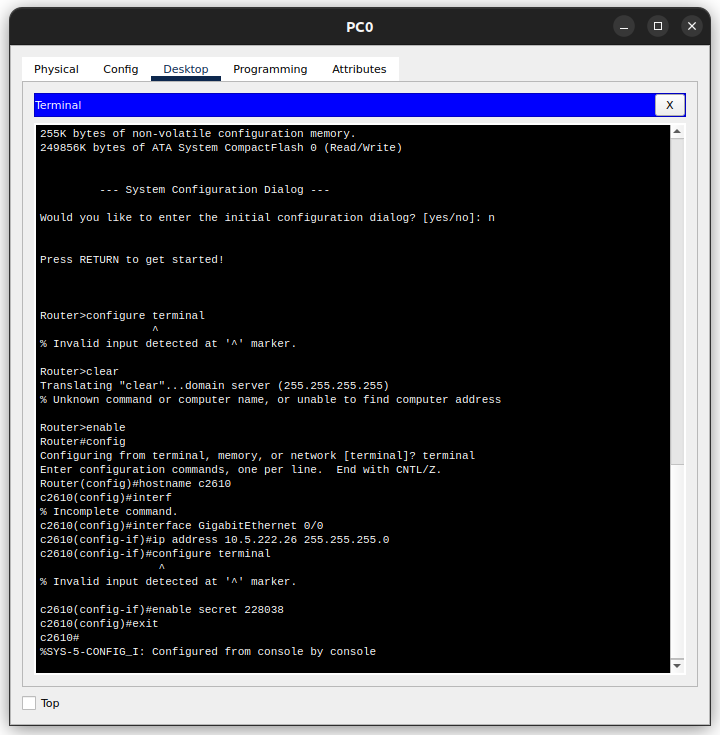 PC0
Physical Config Desktop Programming Attributes
Terminal X
255K bytes of non-volatile configuration memory.
249856K bytes of ATA System CompactFlash 0 (Read/Write)
--- System Configuration Dialog ---
Would you like to enter the initial configuration dialog? [yes/no]: n
Press RETURN to get started!
Router>configure terminal
^
% Invalid input detected at '^' marker.
Router>clear
Translating "clear"...domain server (255.255.255.255)
% Unknown command or computer name, or unable to find computer address
Router>enable
Router#config
Configuring from terminal, memory, or network [terminal]? terminal
Enter configuration commands, one per line.  End with CNTL/Z.
Router(config)#hostname c2610
c2610(config)#interf
% Incomplete command.
c2610(config)#interface GigabitEthernet 0/0
c2610(config-if)#ip address 10.5.222.26 255.255.255.0
c2610(config-if)#configure terminal
^
% Invalid input detected at '^' marker.
c2610(config-if)#enable secret 228038
c2610(config)#exit
c2610#
%SYS-5-CONFIG_I: Configured from console by console
Top